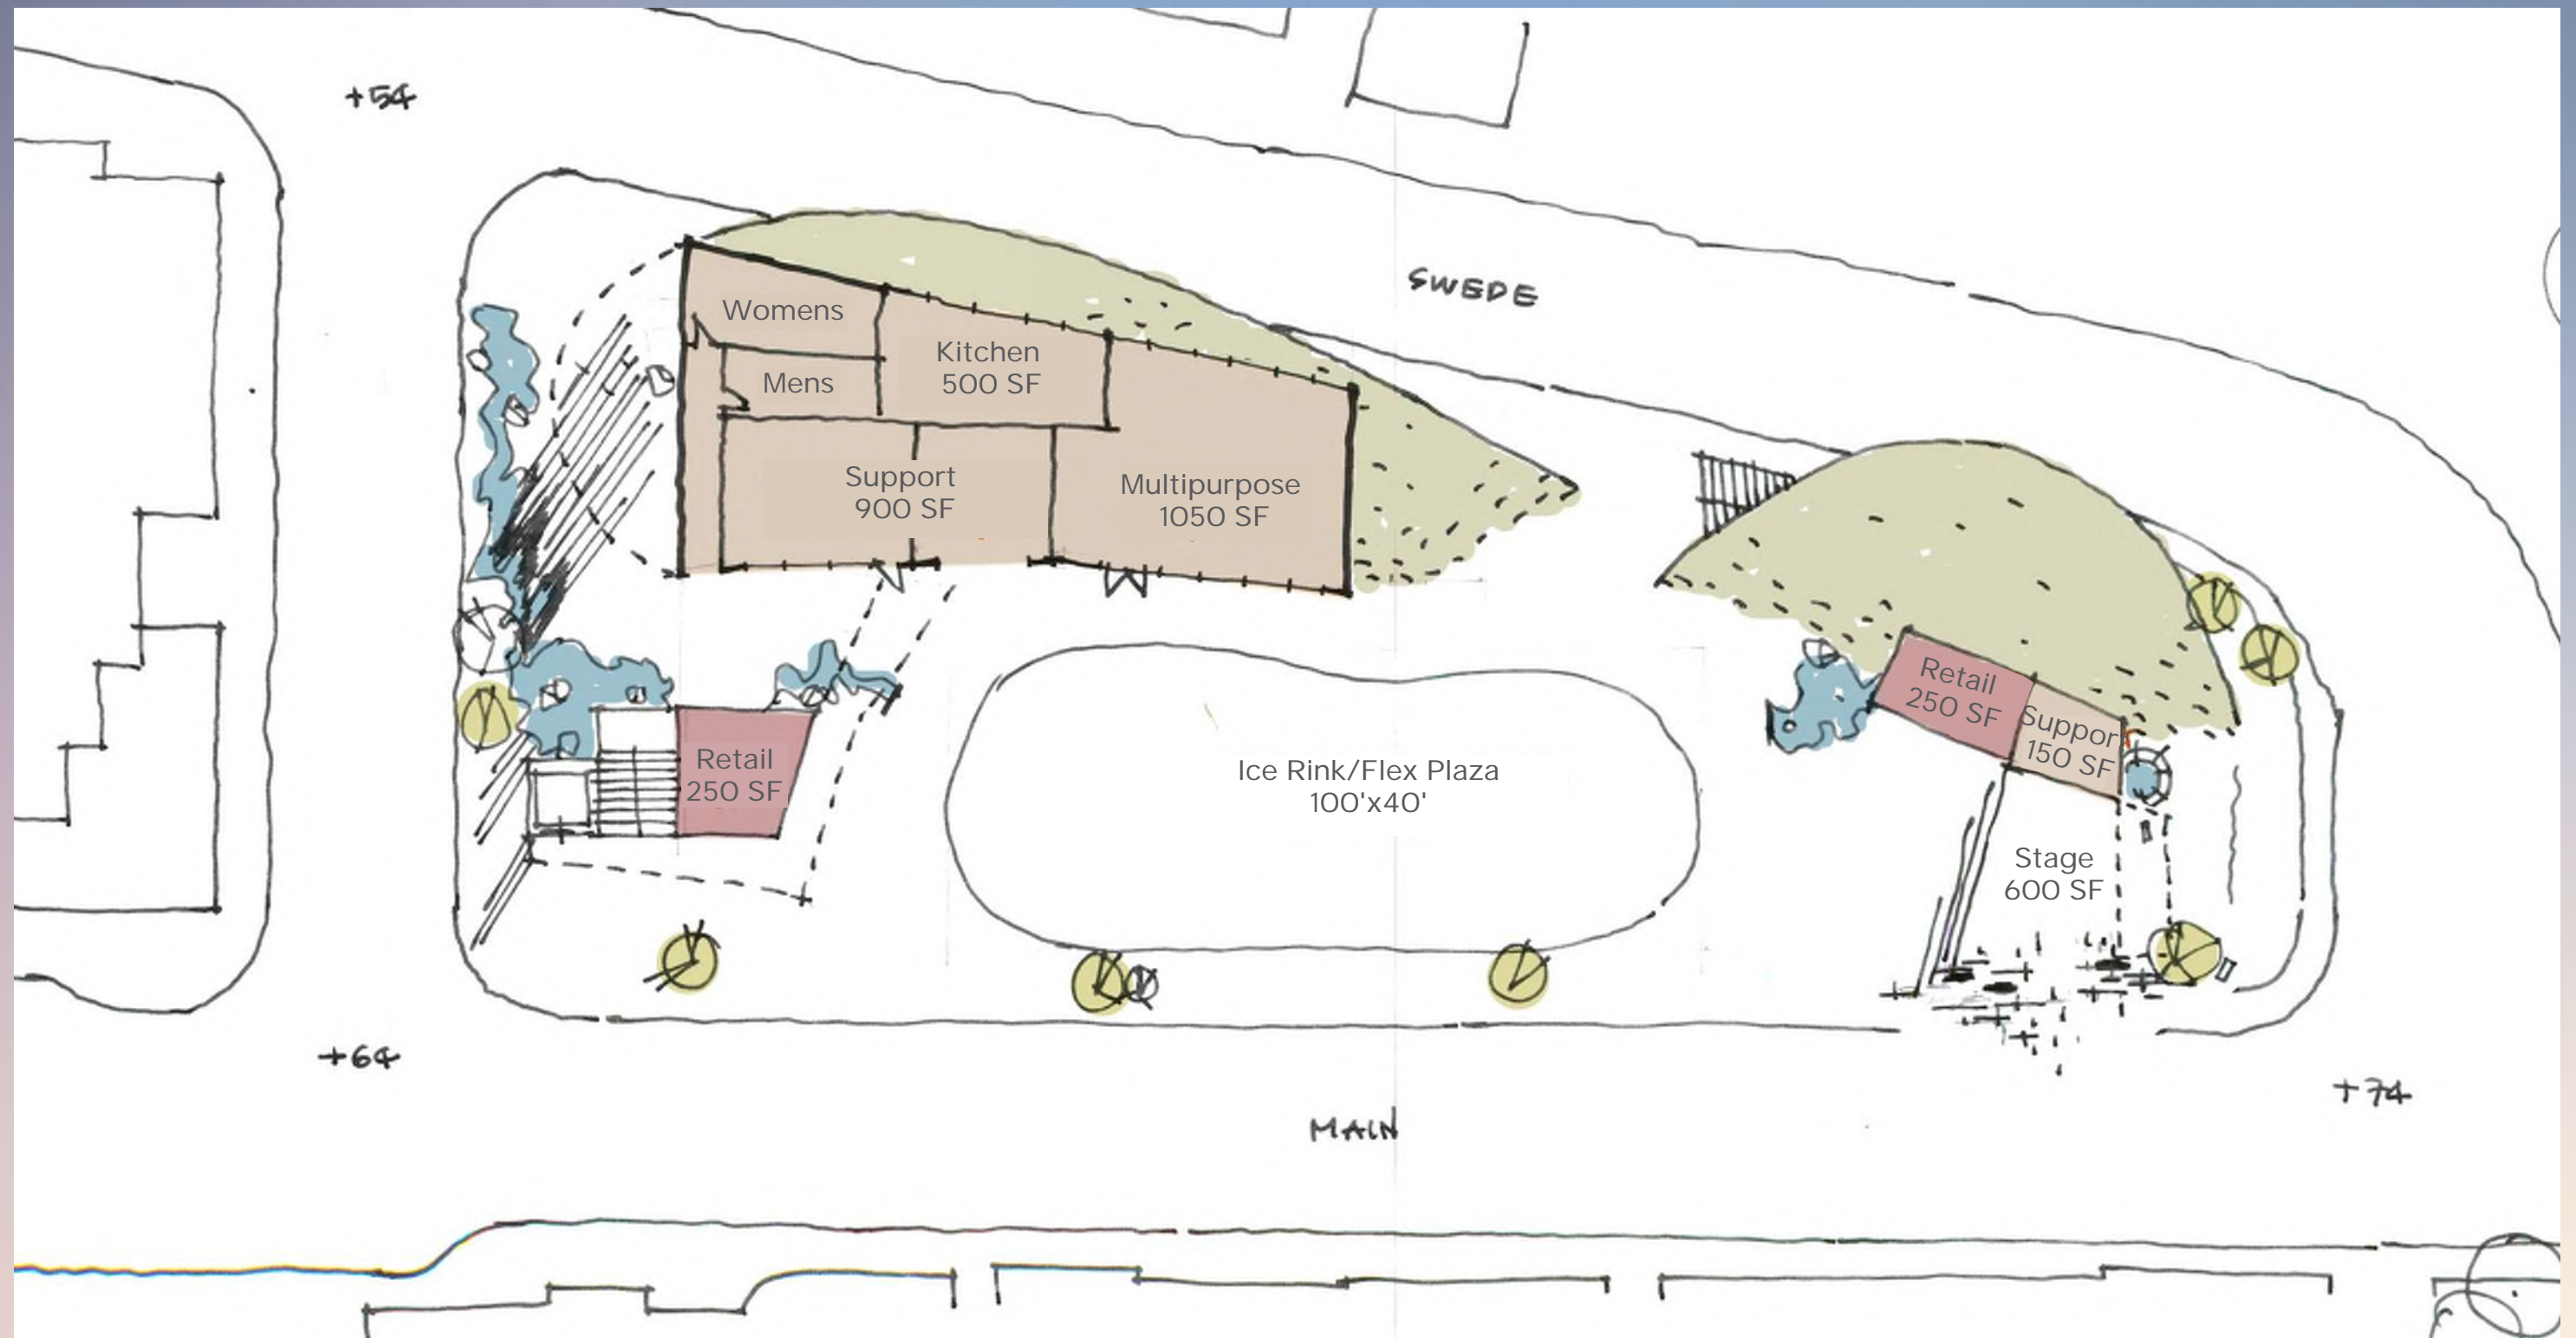 +54
SWEDE
Womens
Kitchen
500 SF
Mens
Support
900 SF
Multipurpose
1050 SF
Retail
250 SF
Suppor
150 SF
Retail
250 SF
Ice Rink/Flex Plaza
100'x40'
Stage
600 SF
+64
+74
MAIN